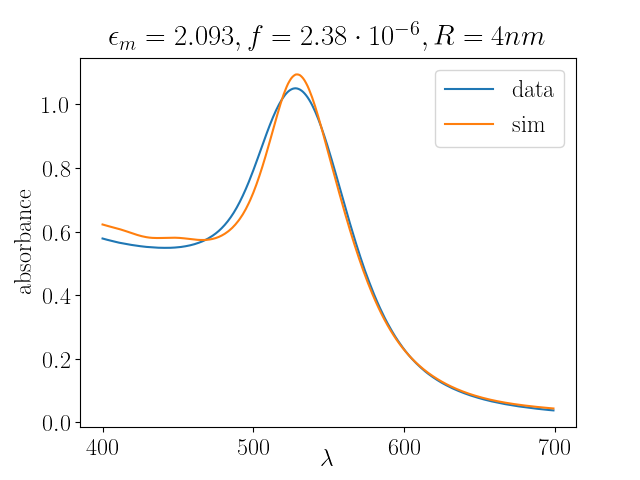 ϵₘ = 2.093, f = 2.38 · 10⁻⁶, R = 4nm
data
sim
absorbance
1.0
0.8
0.6
0.4
0.2
0.0
400
500
600
700
λ